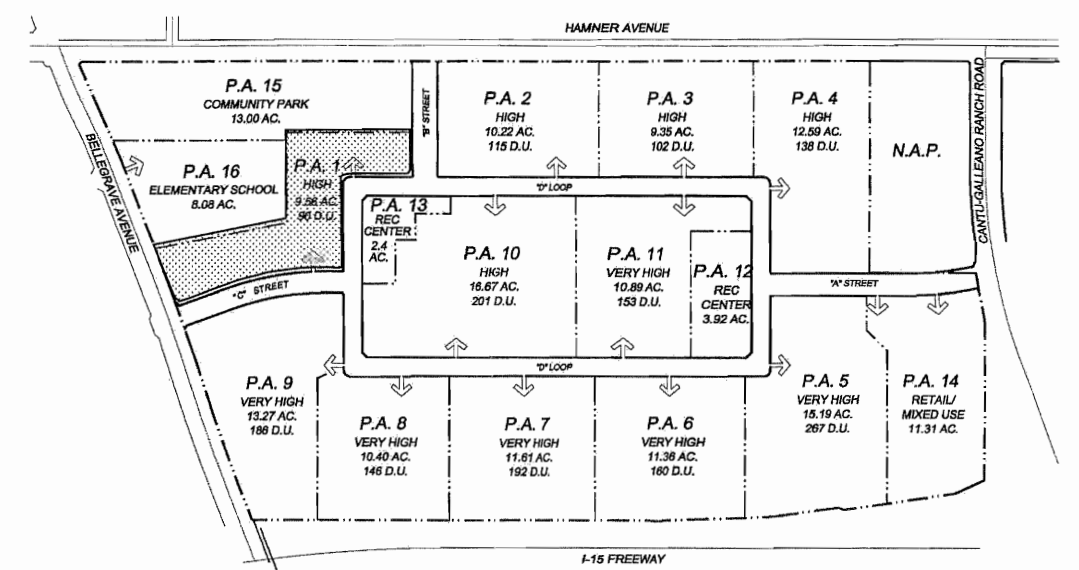 HAMNER AVENUE
P.A. 15
COMMUNITY PARK
13.00 AC.
"B" STREET
P.A. 2
HIGH
10.22 AC.
115 D.U.
P.A. 3
HIGH
9.35 AC.
102 D.U.
P.A. 4
HIGH
12.59 AC.
138 D.U.
N.A.P.
CANTU-GALLEANO RANCH ROAD
BELLEGRAVE AVENUE
P.A. 16
ELEMENTARY SCHOOL
8.08 AC.
P.A. 1
HIGH
9.58 AC.
96 D.U.
"D" LOOP
P.A. 13
REC
CENTER
2.4
AC.
P.A. 10
HIGH
16.67 AC.
201 D.U.
P.A. 11
VERY HIGH
10.89 AC.
153 D.U.
P.A. 12
REC
CENTER
3.92 AC.
"C" STREET
"A" STREET
"D" LOOP
P.A. 9
VERY HIGH
13.27 AC.
186 D.U.
P.A. 8
VERY HIGH
10.40 AC.
146 D.U.
P.A. 7
VERY HIGH
11.61 AC.
192 D.U.
P.A. 6
VERY HIGH
11.36 AC.
160 D.U.
P.A. 5
VERY HIGH
15.19 AC.
267 D.U.
P.A. 14
RETAIL/
MIXED USE
11.31 AC.
I-15 FREEWAY